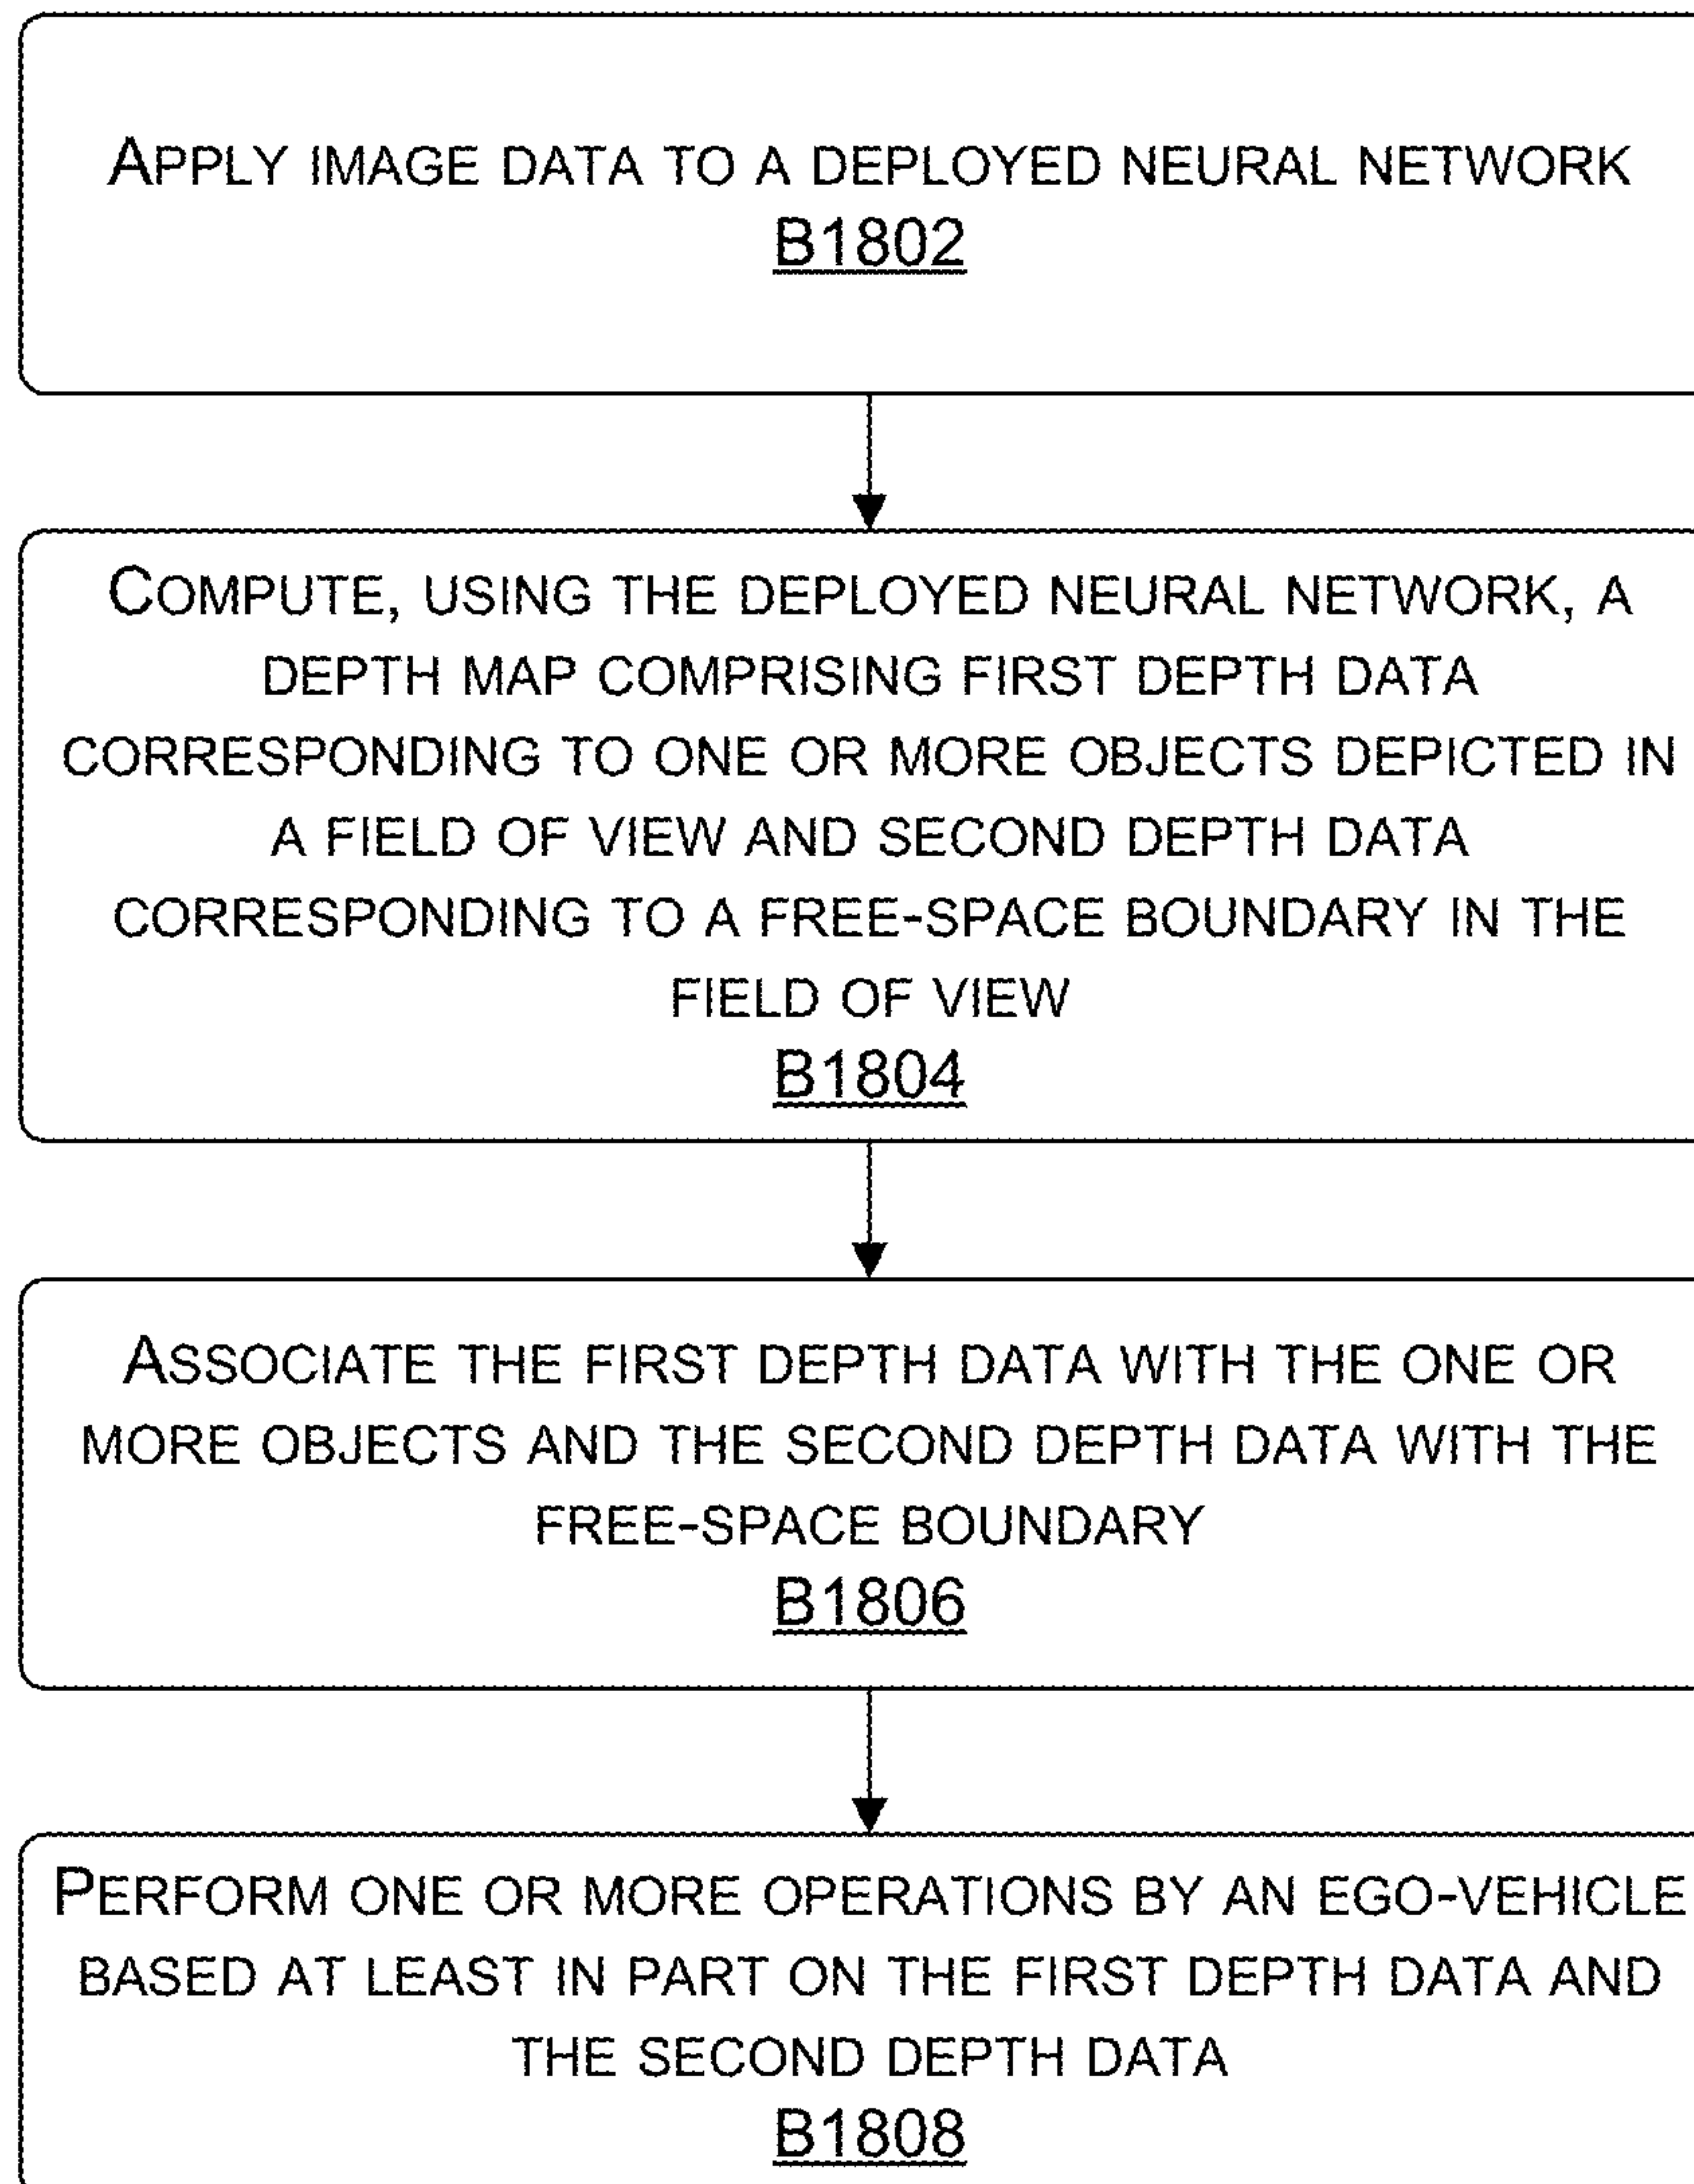 APPLY IMAGE DATA TO A DEPLOYED NEURAL NETWORK
B1802
COMPUTE, USING THE DEPLOYED NEURAL NETWORK, A
DEPTH MAP COMPRISING FIRST DEPTH DATA
CORRESPONDING TO ONE OR MORE OBJECTS DEPICTED IN
A FIELD OF VIEW AND SECOND DEPTH DATA
CORRESPONDING TO A FREE-SPACE BOUNDARY IN THE
FIELD OF VIEW
B1804
ASSOCIATE THE FIRST DEPTH DATA WITH THE ONE OR
MORE OBJECTS AND THE SECOND DEPTH DATA WITH THE
FREE-SPACE BOUNDARY
B1806
PERFORM ONE OR MORE OPERATIONS BY AN EGO-VEHICLE
BASED AT LEAST IN PART ON THE FIRST DEPTH DATA AND
THE SECOND DEPTH DATA
B1808